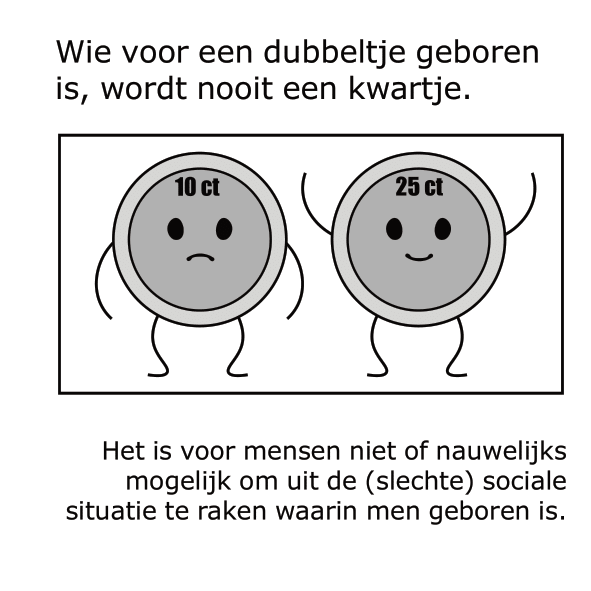 Wie voor een dubbeltje geboren
is, wordt nooit een kwartje.
10 ct
25 ct
Het is voor mensen niet of nauwelijks
mogelijk om uit de (slechte) sociale
situatie te raken waarin men geboren is.